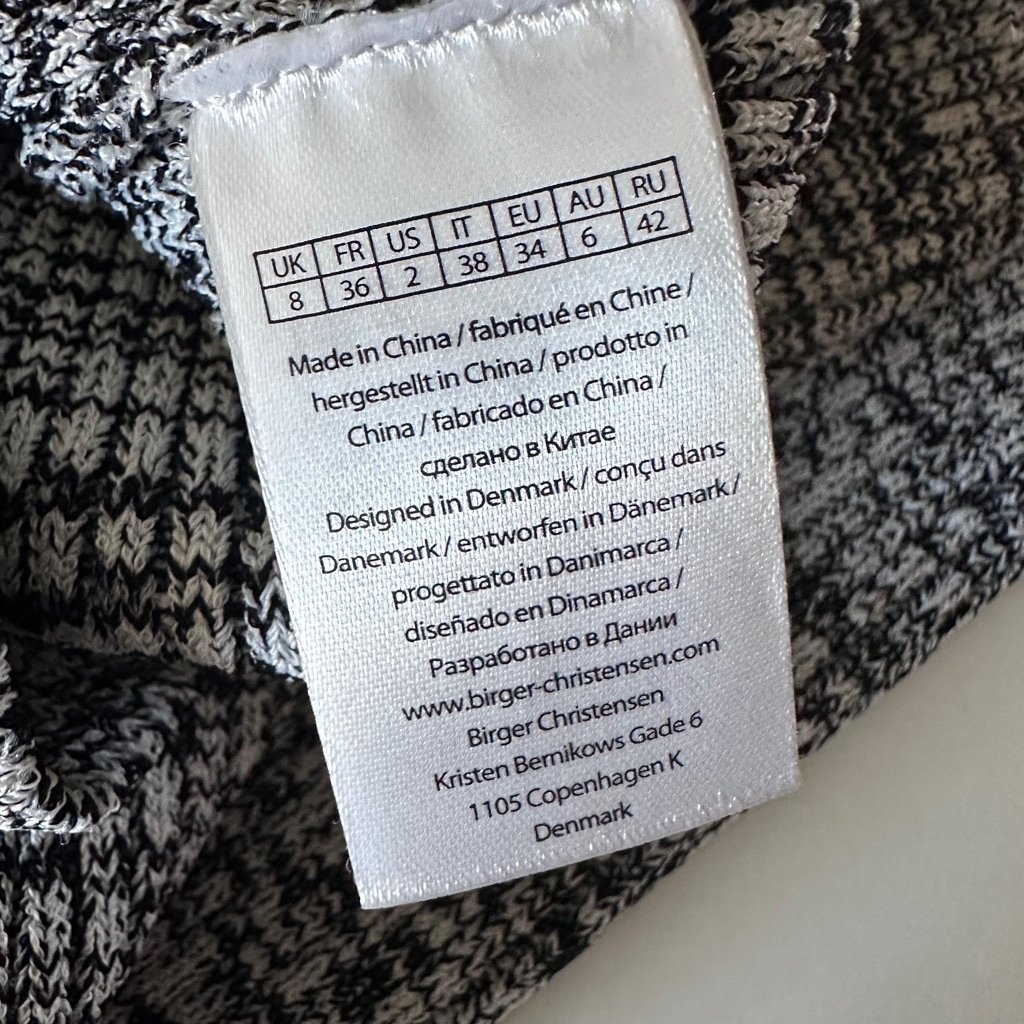 UK FR US IT EU AU RU
8 36 2 38 34 6 42
Made in China / fabriqué en Chine /
hergestellt in China / prodotto in
China / fabricado en China /
сделано в Китае
Designed in Denmark / conçu dans
Danemark / entworfen in Dänemark /
progettato in Danimarca /
diseñado en Dinamarca /
Разработано в Дании
www.birger-christensen.com
Birger Christensen
Kristen Bernikows Gade 6
1105 Copenhagen K
Denmark